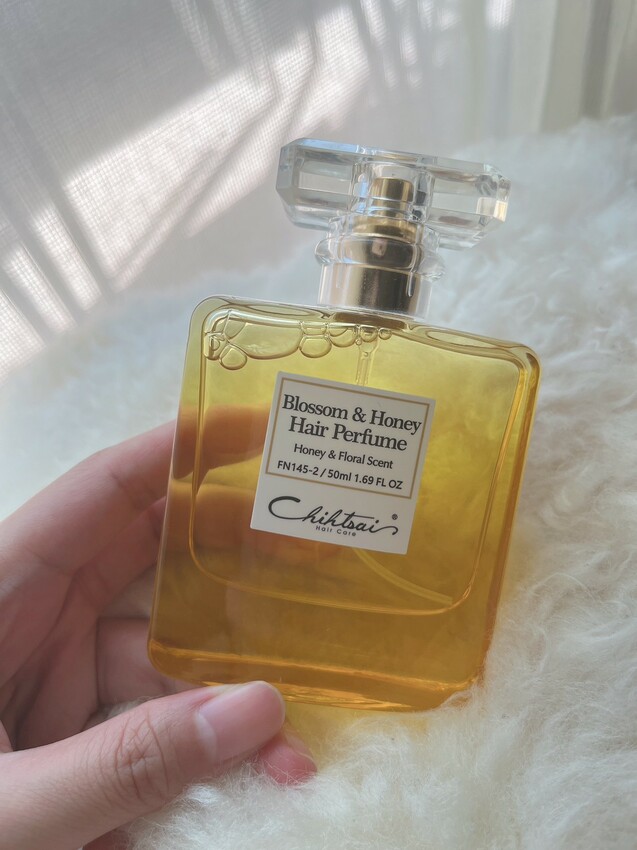 Blossom & Honey
Hair Perfume
Honey & Floral Scent
FN145-2 / 50ml 1.69 FL OZ
Chihtsai®
Hair Care